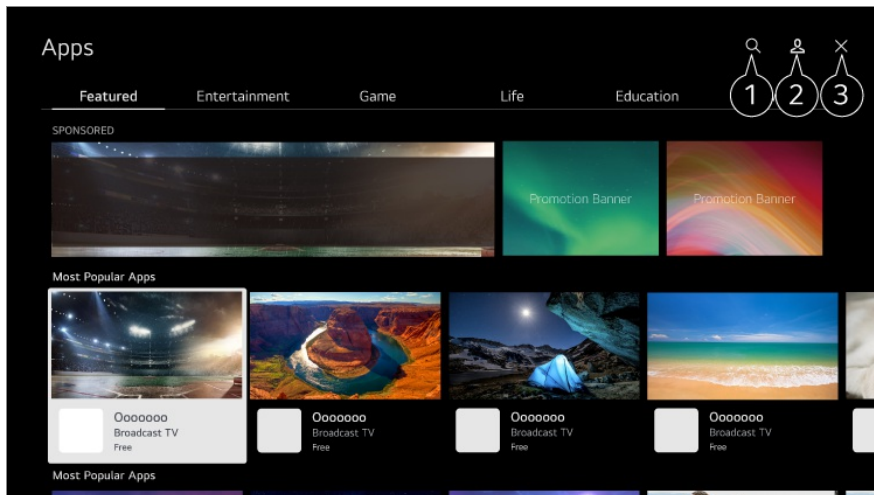 Apps
Featured Entertainment Game Life Education
1 2 3
SPONSORED
Promotion Banner Promotion Banner
Most Popular Apps
Ooooooo Ooooooo Ooooooo Ooooooo
Broadcast TV Broadcast TV Broadcast TV Broadcast TV
Free Free Free Free
Most Popular Apps